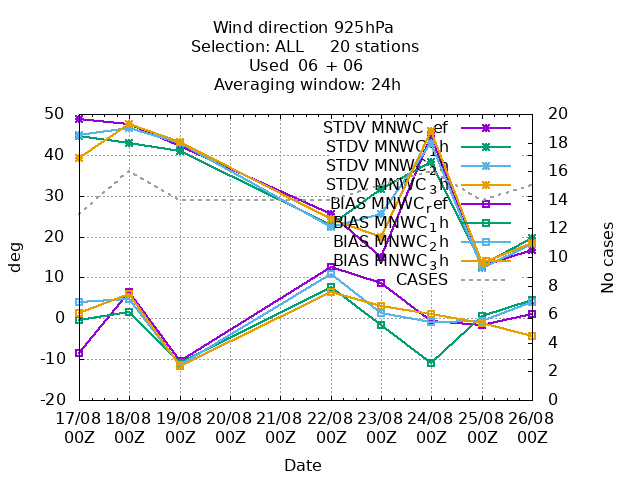 Wind direction 925hPa
Selection: ALL 20 stations
Used 06 + 06
Averaging window: 24h
50 20
STDV MNWC_ref
18
STDV MNWC_1h
40 16
STDV MNWC_2h
STDV MNWC_3h
30 14
BIAS MNWC_ref
BIAS MNWC_1h
20 12
BIAS MNWC_2h
BIAS MNWC_3h
10
CASES
10 8
0 6
-10 4
2
-20 0
deg
No cases
17/08 18/08 19/08 20/08 21/08 22/08 23/08 24/08 25/08 26/08
00Z 00Z 00Z 00Z 00Z 00Z 00Z 00Z 00Z 00Z
Date